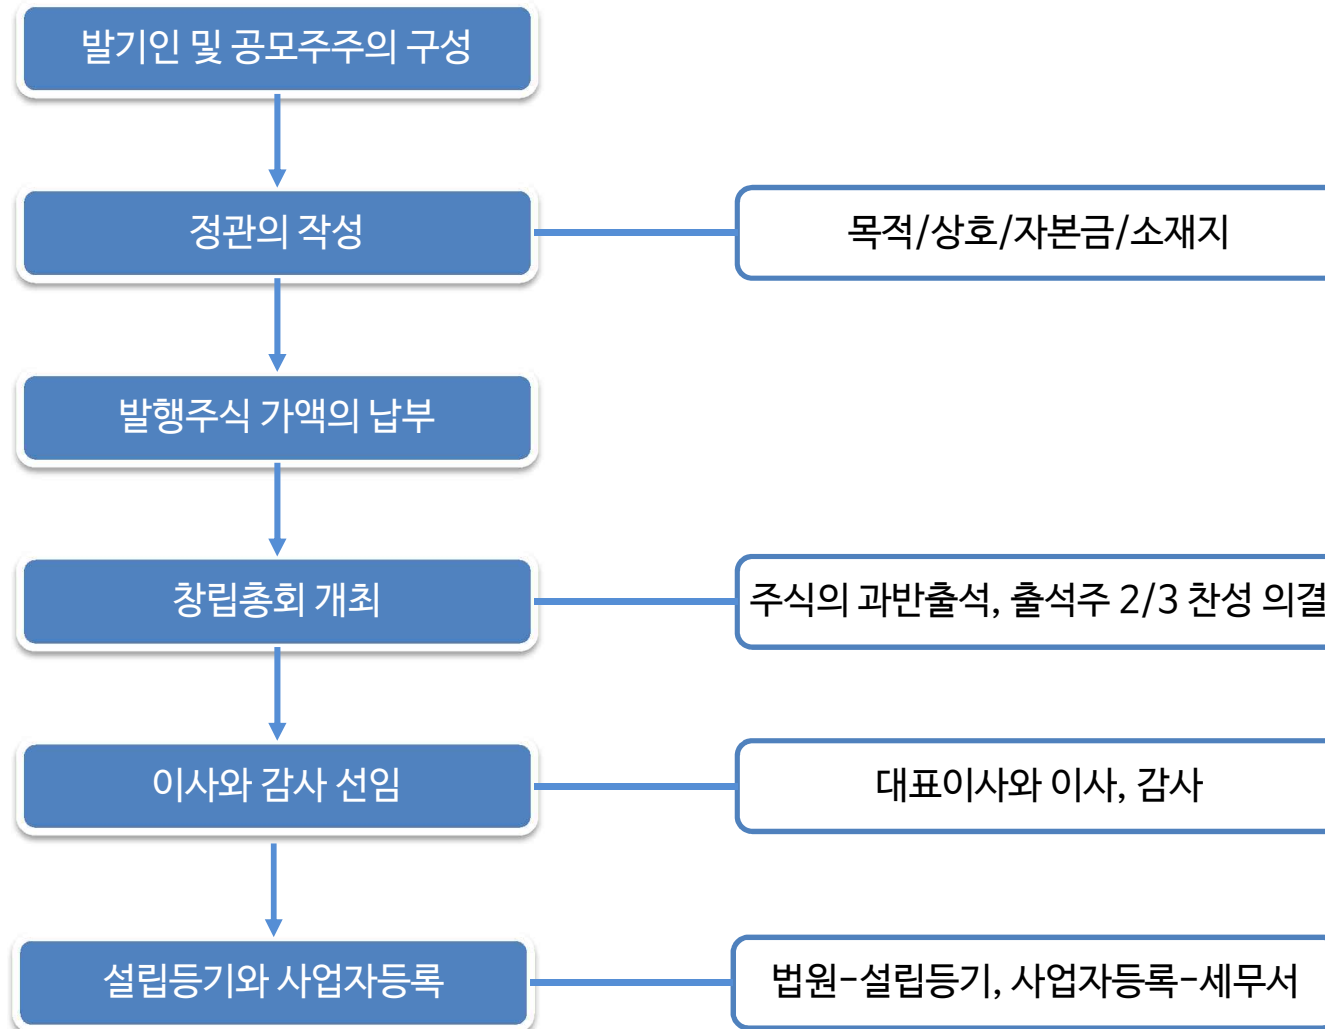 발기인 및 공모주주의 구성
정관의 작성
목적/상호/자본금/소재지
발행주식 가액의 납부
창립총회 개최
주식의 과반출석, 출석주 2/3 찬성 의결
이사와 감사 선임
대표이사와 이사, 감사
설립등기와 사업자등록
법원-설립등기, 사업자등록-세무서